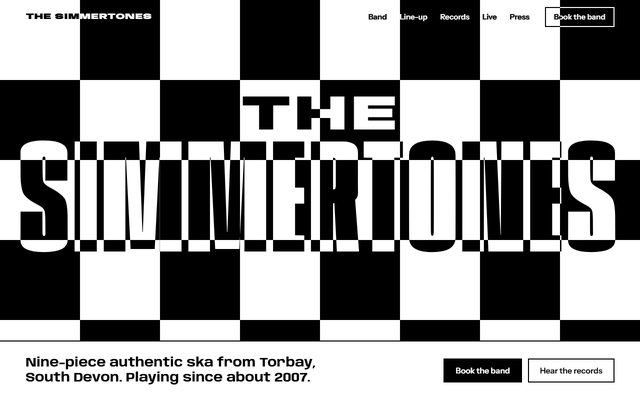 THE SIMMERTONES
Band Line-up Records Live Press Book the band
THE
SIMMERTONES
Nine-piece authentic ska from Torbay,
South Devon. Playing since about 2007.
Book the band Hear the records